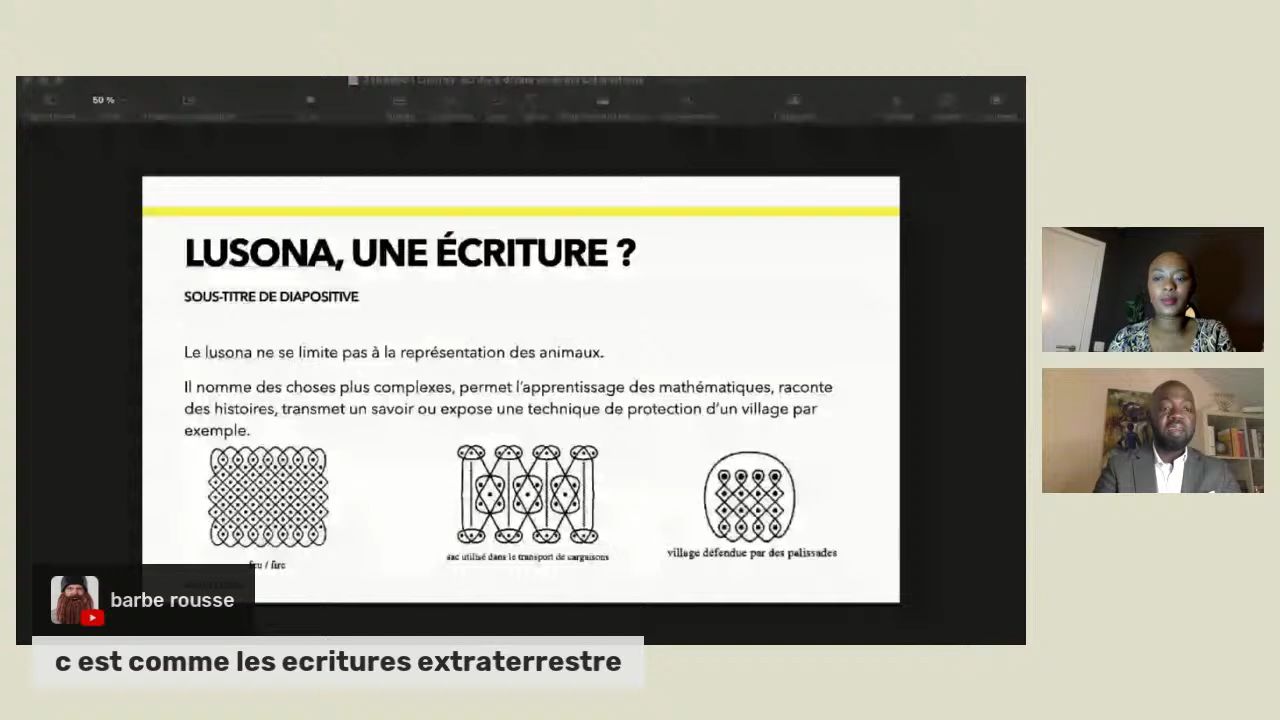 50 %
LUSONA, UNE ÉCRITURE ?
SOUS-TITRE DE DIAPOSITIVE
Le lusona ne se limite pas à la représentation des animaux.
Il nomme des choses plus complexes, permet l'apprentissage des mathématiques, raconte
des histoires, transmet un savoir ou expose une technique de protection d'un village par
exemple.
sac utilisé dans le transport de cargaisons
village défendue par des palissades
feu / fire
barbe rousse
c est comme les ecritures extraterrestre